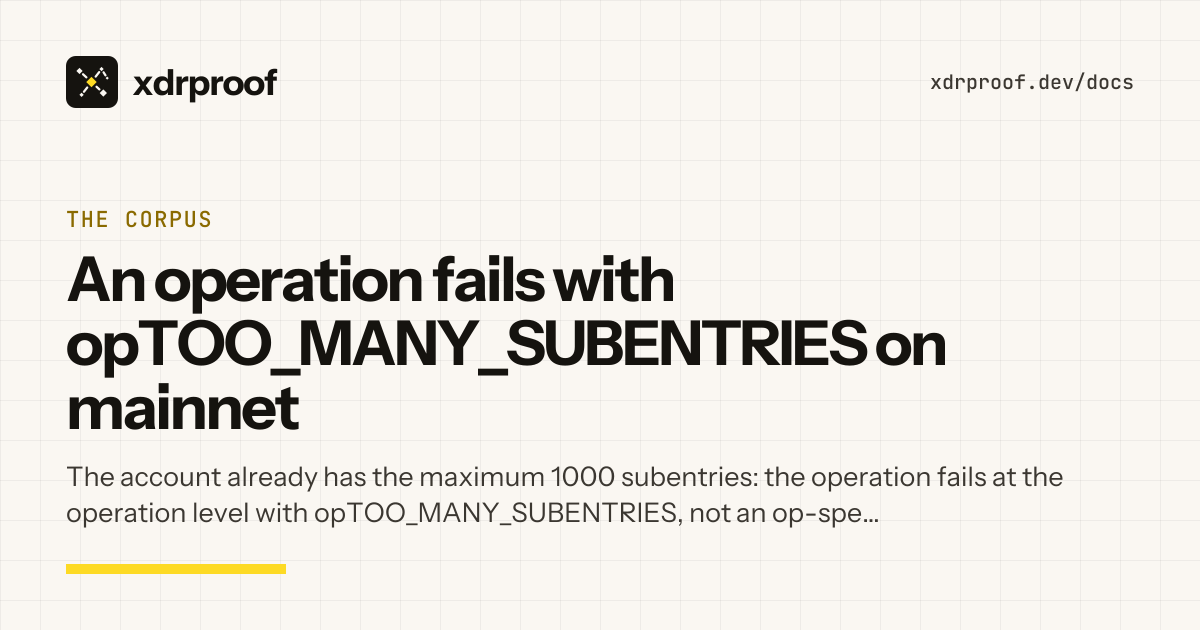 xdrproof
xdrproof.dev/docs
THE CORPUS
An operation fails with
opTOO_MANY_SUBENTRIES on
mainnet
The account already has the maximum 1000 subentries: the operation fails at the
operation level with opTOO_MANY_SUBENTRIES, not an op-spe...